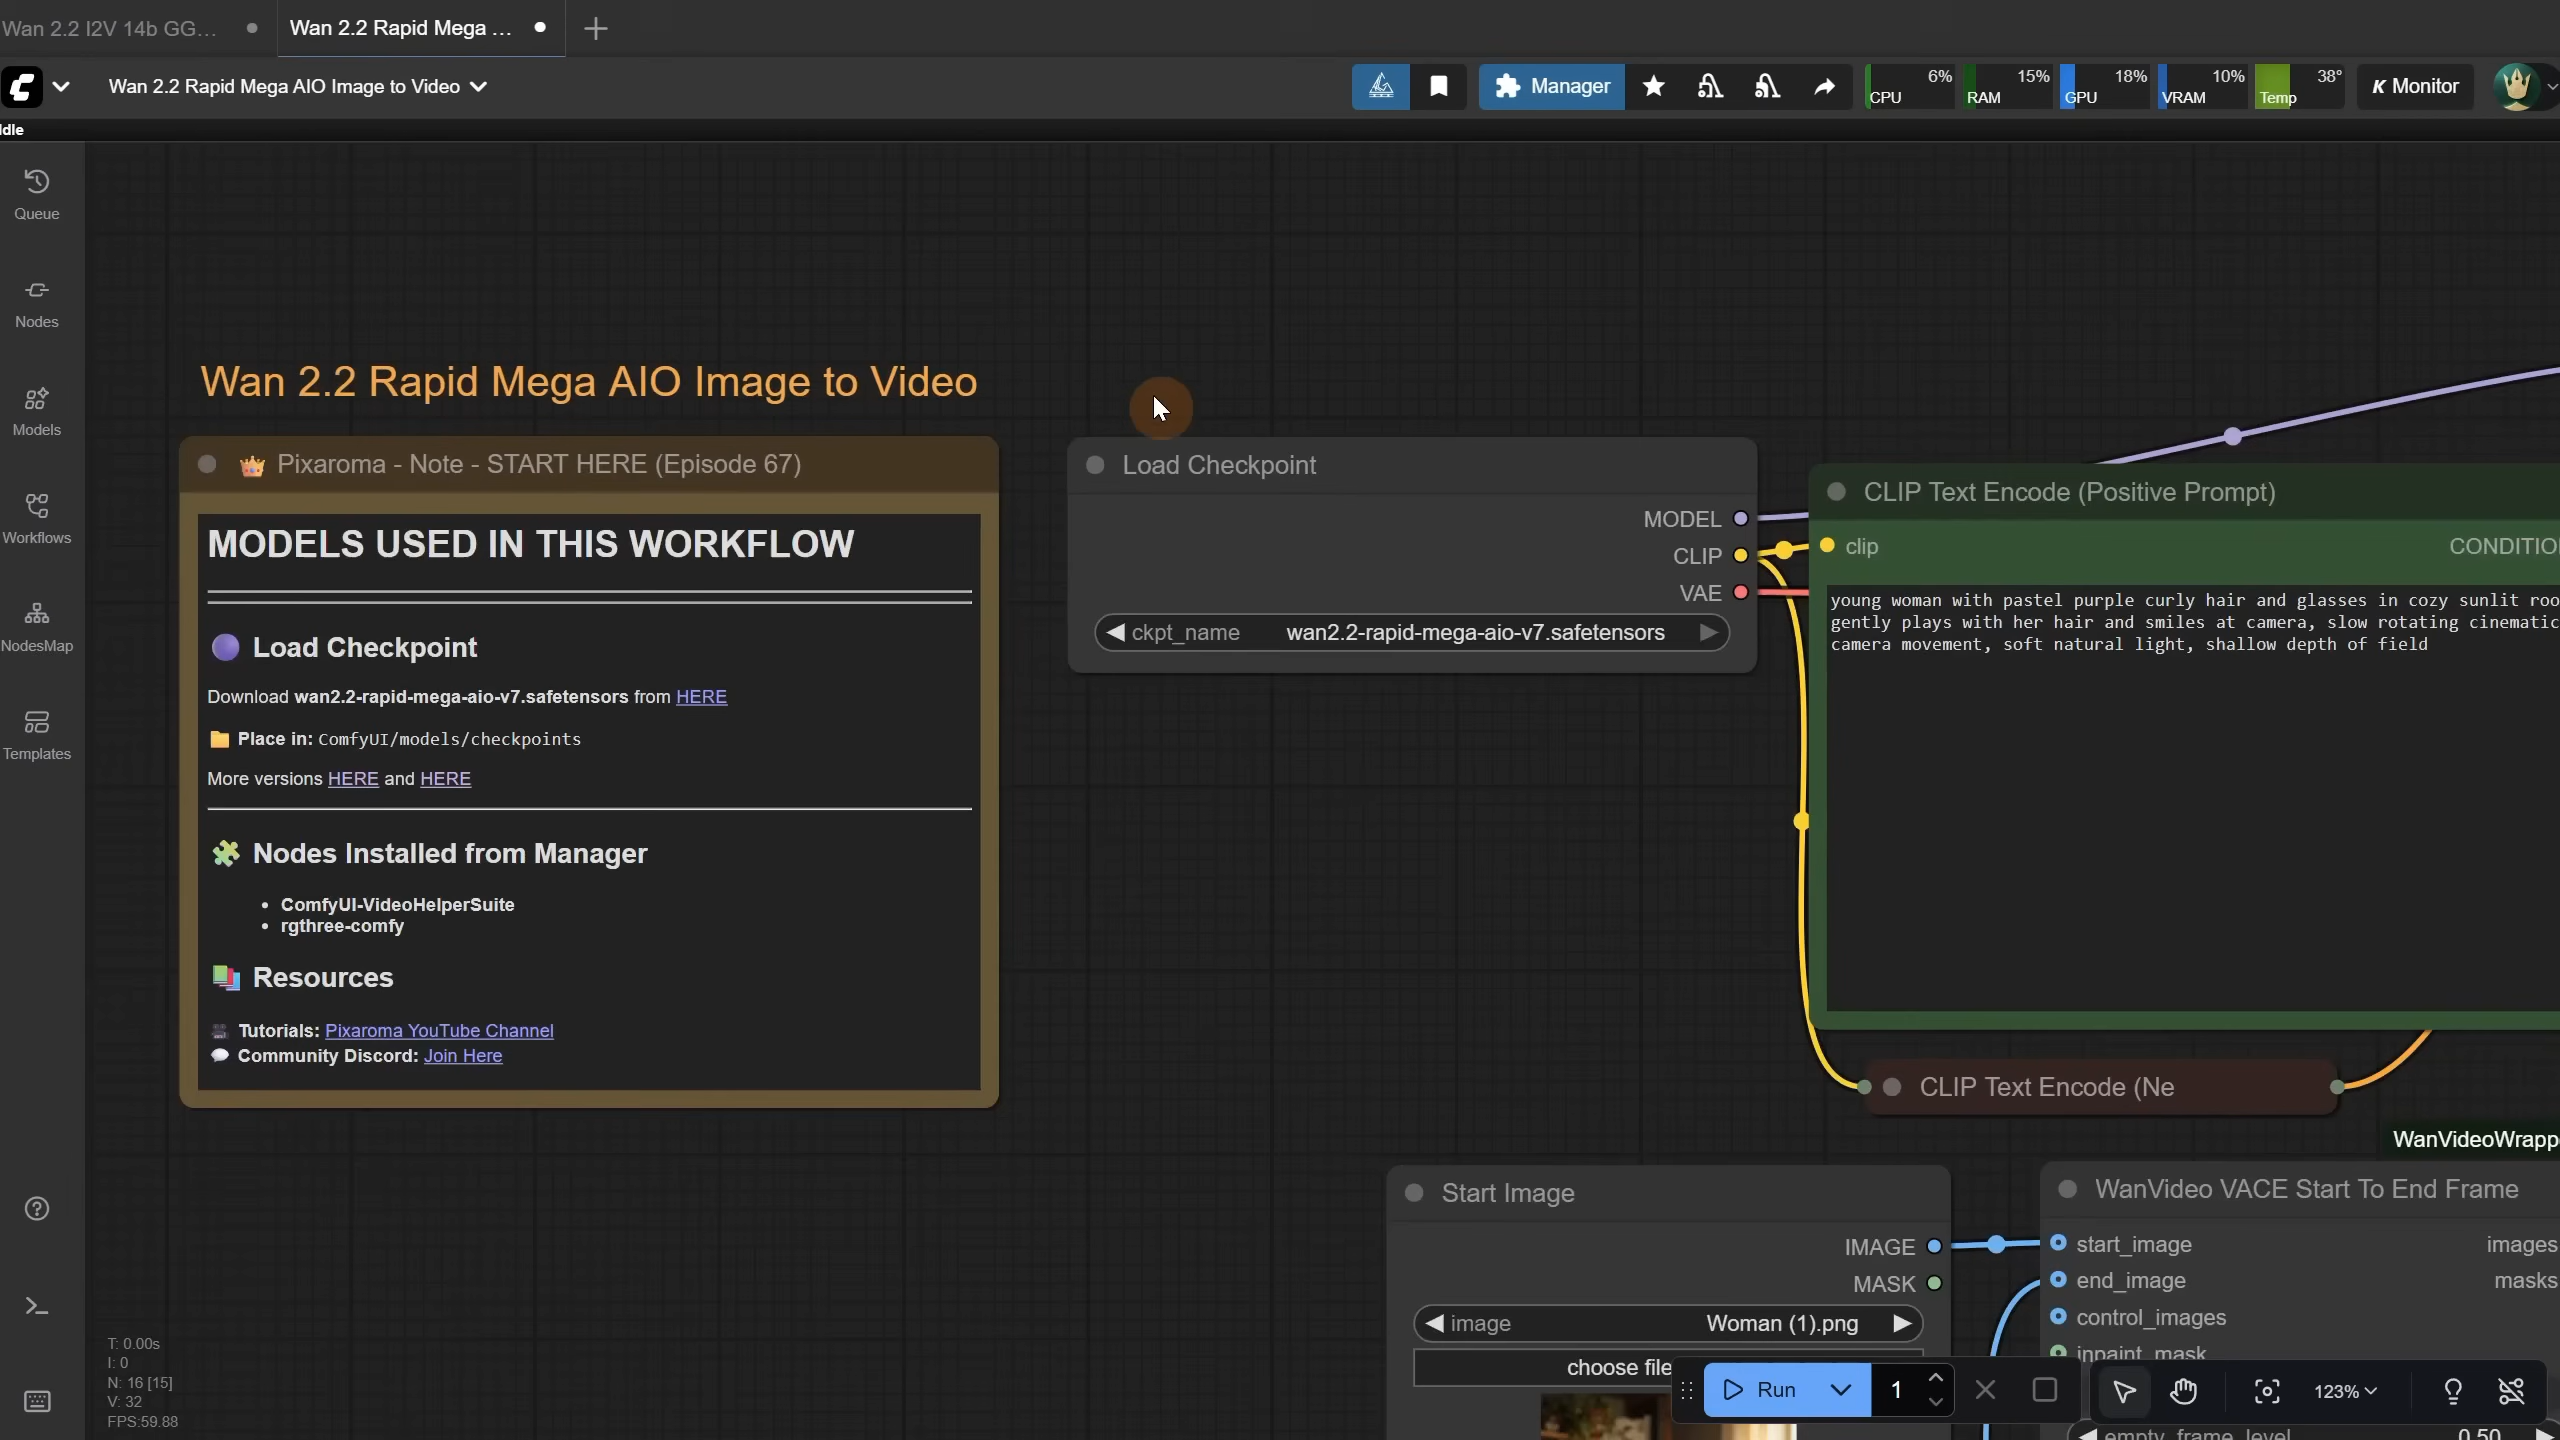 Wan 2.2 I2V 14b GG...
Wan 2.2 Rapid Mega ...
Wan 2.2 Rapid Mega AIO Image to Video
Manager
CPU 6%
RAM 15%
GPU 18%
VRAM 10%
Temp 38°
K Monitor
Idle
Queue
Nodes
Models
Workflows
NodesMap
Templates
Wan 2.2 Rapid Mega AIO Image to Video
Pixaroma - Note - START HERE (Episode 67)
MODELS USED IN THIS WORKFLOW
Load Checkpoint
Download wan2.2-rapid-mega-aio-v7.safetensors from HERE
Place in: ComfyUI/models/checkpoints
More versions HERE and HERE
Nodes Installed from Manager
• ComfyUI-VideoHelperSuite
• rgthree-comfy
Resources
Tutorials: Pixaroma YouTube Channel
Community Discord: Join Here
Load Checkpoint
MODEL
CLIP
VAE
ckpt_name wan2.2-rapid-mega-aio-v7.safetensors
CLIP Text Encode (Positive Prompt)
clip CONDITIO
young woman with pastel purple curly hair and glasses in cozy sunlit roo
gently plays with her hair and smiles at camera, slow rotating cinematic
camera movement, soft natural light, shallow depth of field
CLIP Text Encode (Ne
WanVideoWrapp
Start Image
IMAGE
MASK
image Woman (1).png
choose file
WanVideo VACE Start To End Frame
start_image images
end_image masks
control_images
inpaint_mask
empty_frame_level 0.50
Run 1
123%
T: 0.00s
I: 0
N: 16 [15]
V: 32
FPS:59.88